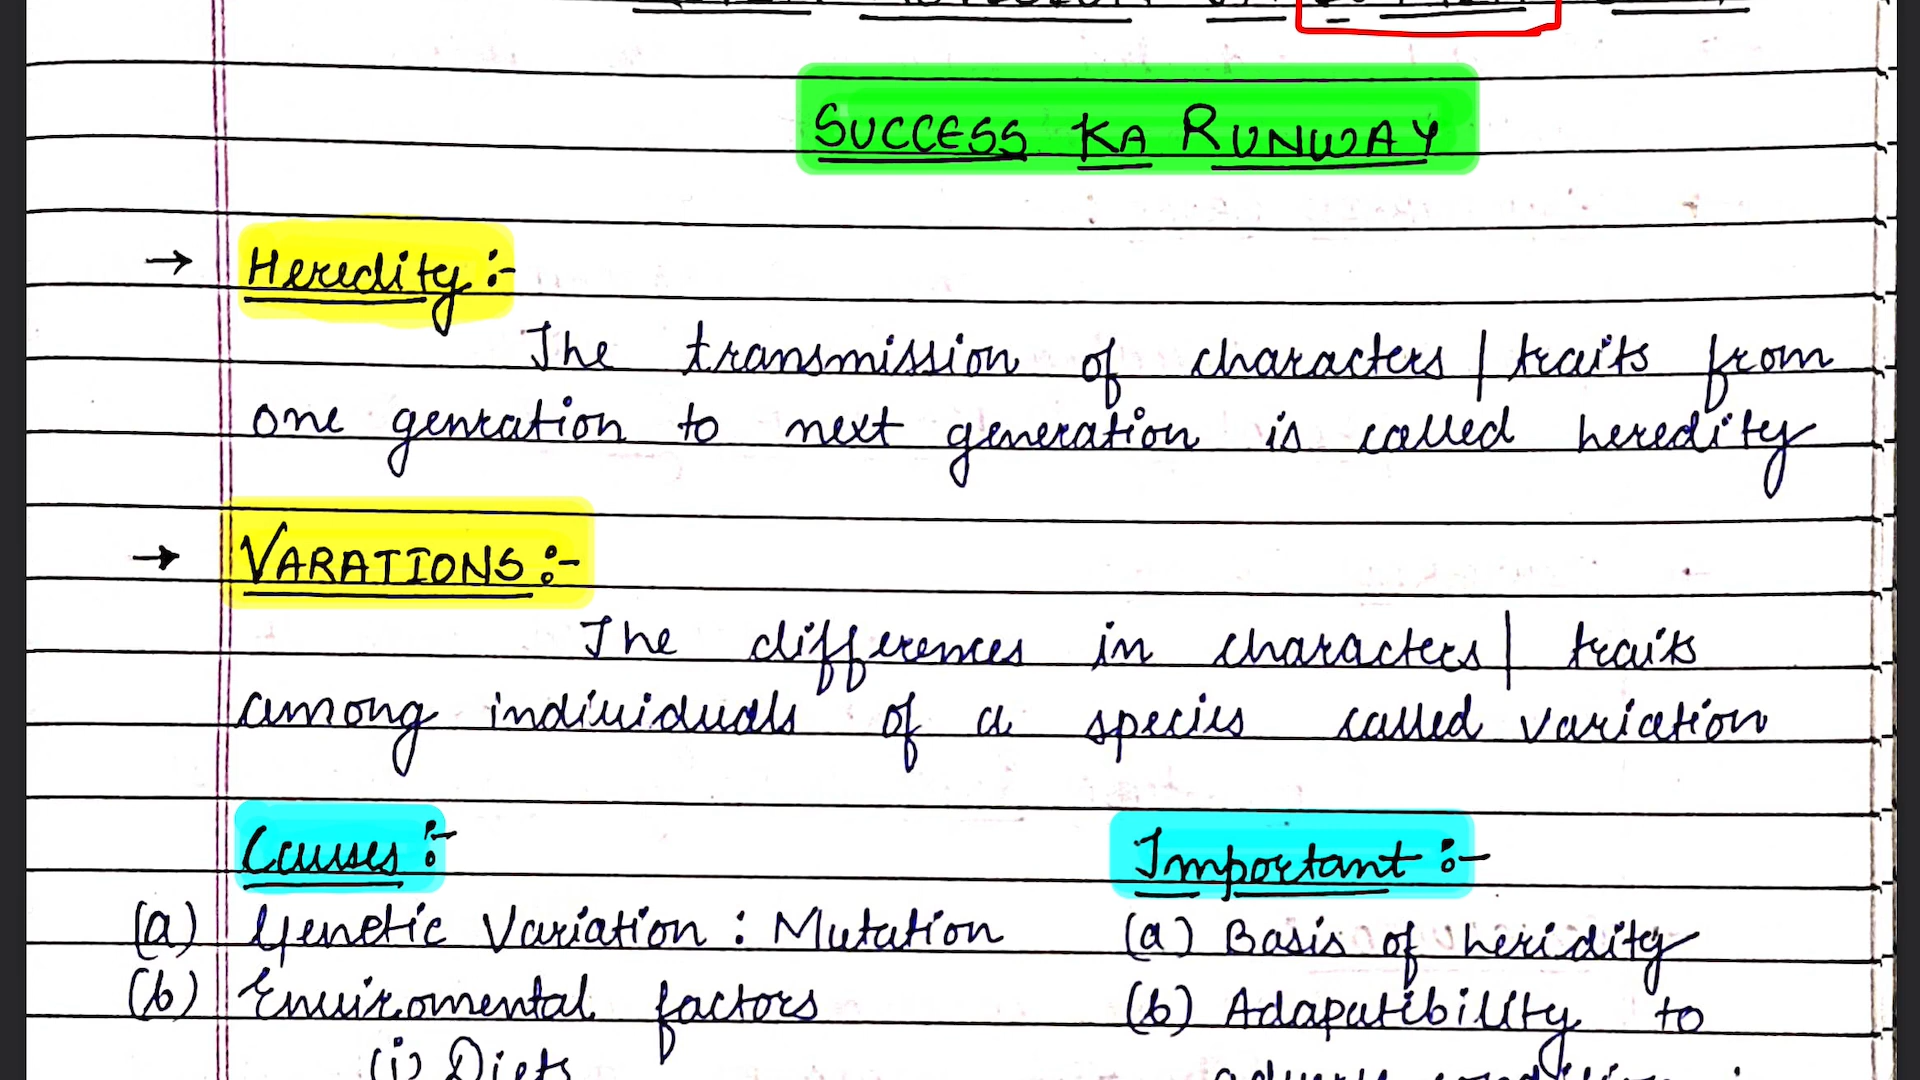 SUCCESS KA RUNWAY
→ Heredity :-
The transmission of characters | traits from
one genration to next generation is called heredity
→ VARATIONS :-
The differences in characters | traits
among individuals of a species called variation
Causes :-
(a) Genetic Variation : Mutation
(b) Enviromental factors
(i) Diets
Important :-
(a) Basis of heridity
(b) Adapatibility to